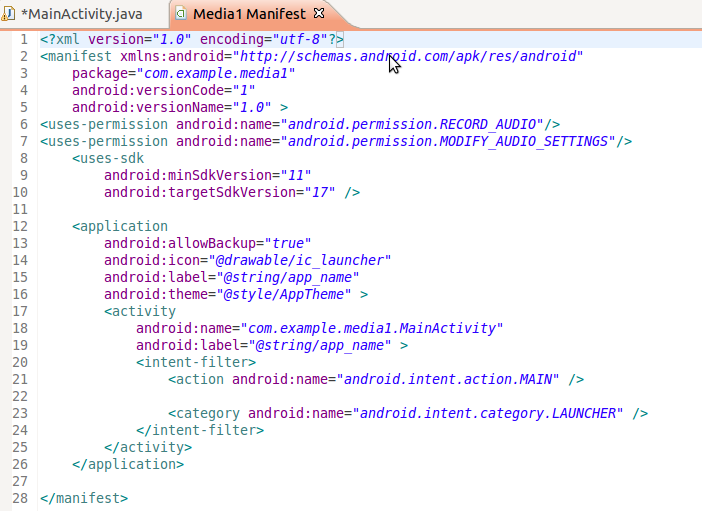 *MainActivity.java Media1 Manifest
1 <?xml version="1.0" encoding="utf-8"?>
2 <manifest xmlns:android="http://schemas.android.com/apk/res/android"
3     package="com.example.media1"
4     android:versionCode="1"
5     android:versionName="1.0" >
6 <uses-permission android:name="android.permission.RECORD_AUDIO"/>
7 <uses-permission android:name="android.permission.MODIFY_AUDIO_SETTINGS"/>
8     <uses-sdk
9         android:minSdkVersion="11"
10         android:targetSdkVersion="17" />
11
12     <application
13         android:allowBackup="true"
14         android:icon="@drawable/ic_launcher"
15         android:label="@string/app_name"
16         android:theme="@style/AppTheme" >
17         <activity
18             android:name="com.example.media1.MainActivity"
19             android:label="@string/app_name" >
20             <intent-filter>
21                 <action android:name="android.intent.action.MAIN" />
22
23                 <category android:name="android.intent.category.LAUNCHER" />
24             </intent-filter>
25         </activity>
26     </application>
27
28 </manifest>